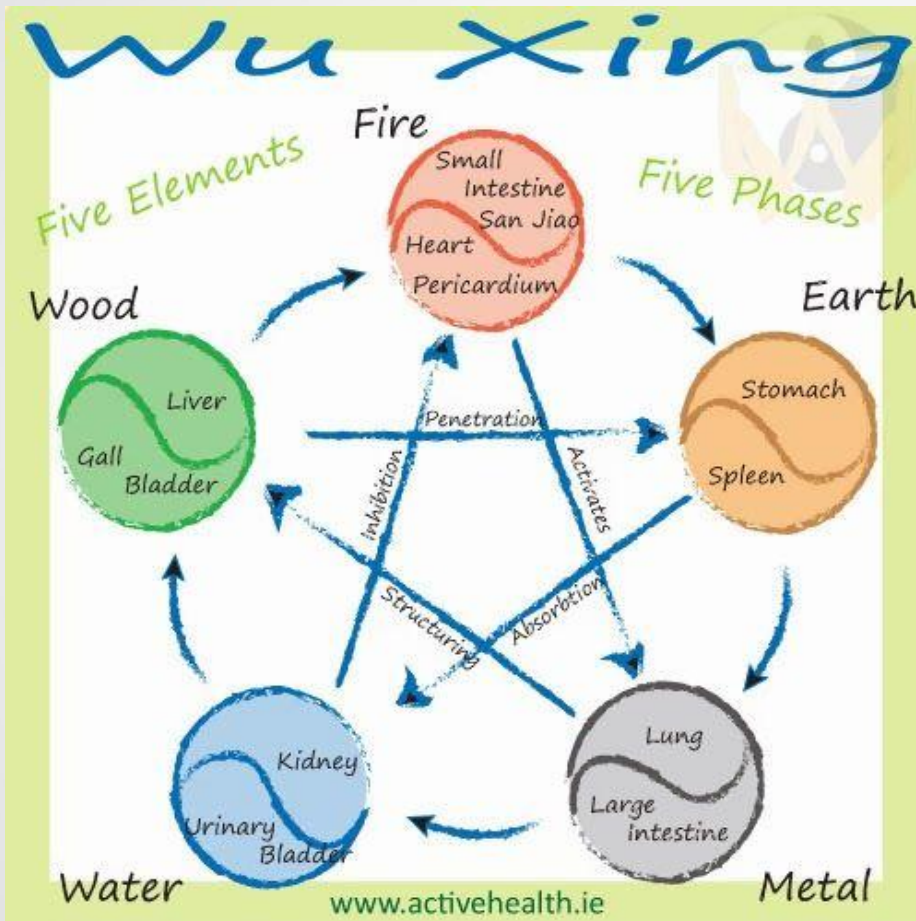 Wu Xing
Five Elements
Five Phases
Fire
Small
Intestine
San Jiao
Heart
Pericardium
Wood
Liver
Gall
Bladder
Earth
Stomach
Spleen
Penetration
Inhibition
Activates
Structuring
Absorbtion
Kidney
Urinary
Bladder
Water
Lung
Large
intestine
Metal
www.activehealth.ie